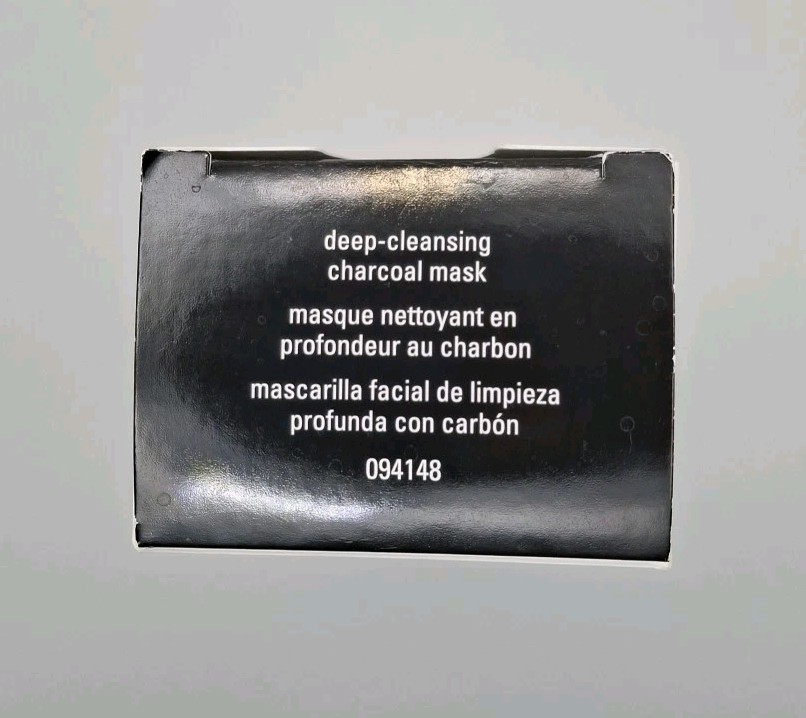 deep-cleansing
charcoal mask
masque nettoyant en
profondeur au charbon
mascarilla facial de limpieza
profunda con carbón
094148